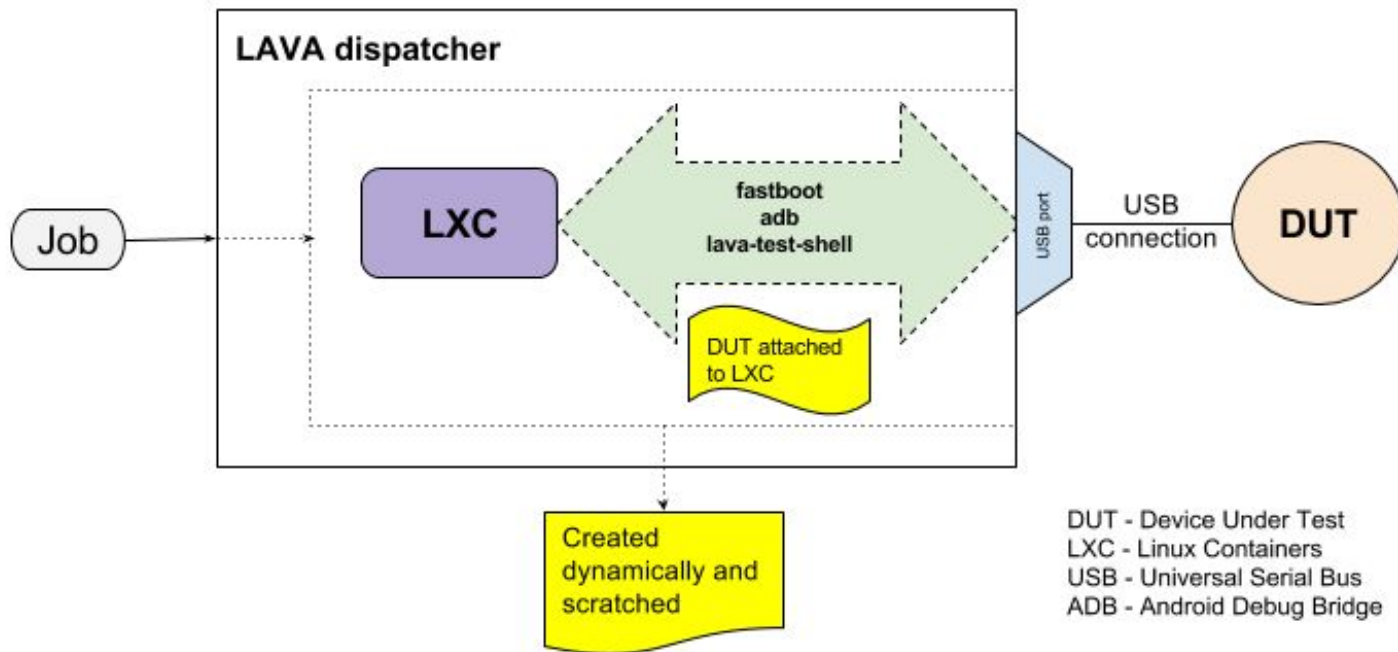 LAVA dispatcher
Job
LXC
fastboot
adb
lava-test-shell
USB port
USB
connection
DUT
DUT attached
to LXC
Created
dynamically and
scratched
DUT - Device Under Test
LXC - Linux Containers
USB - Universal Serial Bus
ADB - Android Debug Bridge